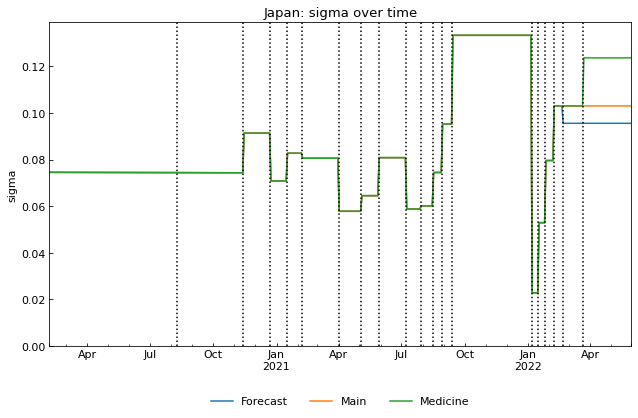 Japan: sigma over time
0.12
0.10
0.08
0.06
0.04
0.02
0.00
sigma
Apr Jul Oct Jan Apr Jul Oct Jan Apr
2021 2022
Forecast Main Medicine